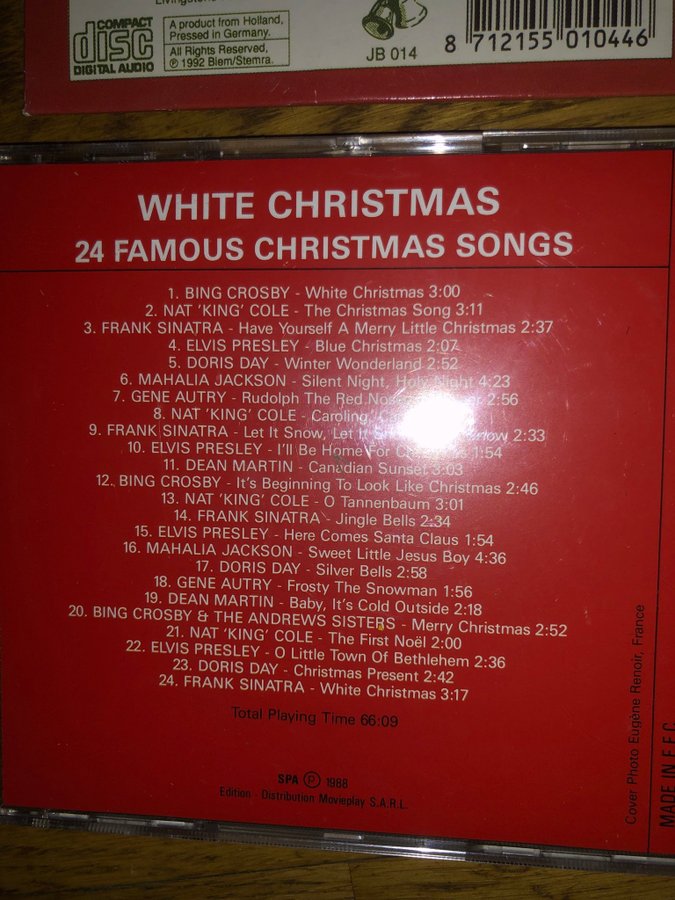 COMPACT
disc
DIGITAL AUDIO
A product from Holland,
Pressed in Germany.
All Rights Reserved,
℗ 1992 Biem/Stemra.
JB 014
8 712155 010446
WHITE CHRISTMAS
24 FAMOUS CHRISTMAS SONGS
1. BING CROSBY - White Christmas 3:00
2. NAT 'KING' COLE - The Christmas Song 3:11
3. FRANK SINATRA - Have Yourself A Merry Little Christmas 2:37
4. ELVIS PRESLEY - Blue Christmas 2:07
5. DORIS DAY - Winter Wonderland 2:52
6. MAHALIA JACKSON - Silent Night, Holy Night 4:23
7. GENE AUTRY - Rudolph The Red 2:56
8. NAT 'KING' COLE - Caroling,
9. FRANK SINATRA - Let It Snow, Let 2:33
10. ELVIS PRESLEY - I'll Be Home For Christmas 1:54
11. DEAN MARTIN - Canadian Sunset 3:03
12. BING CROSBY - It's Beginning To Look Like Christmas 2:46
13. NAT 'KING' COLE - O Tannenbaum 3:01
14. FRANK SINATRA - Jingle Bells 2:34
15. ELVIS PRESLEY - Here Comes Santa Claus 1:54
16. MAHALIA JACKSON - Sweet Little Jesus Boy 4:36
17. DORIS DAY - Silver Bells 2:58
18. GENE AUTRY - Frosty The Snowman 1:56
19. DEAN MARTIN - Baby, It's Cold Outside 2:18
20. BING CROSBY & THE ANDREWS SISTERS - Merry Christmas 2:52
21. NAT 'KING' COLE - The First Noël 2:00
22. ELVIS PRESLEY - O Little Town Of Bethlehem 2:36
23. DORIS DAY - Christmas Present 2:42
24. FRANK SINATRA - White Christmas 3:17
Total Playing Time 66:09
SPA ℗ 1988
Edition - Distribution Movieplay S.A.R.L.
Cover Photo Eugène Renoir, France
MADE IN E.E.C.